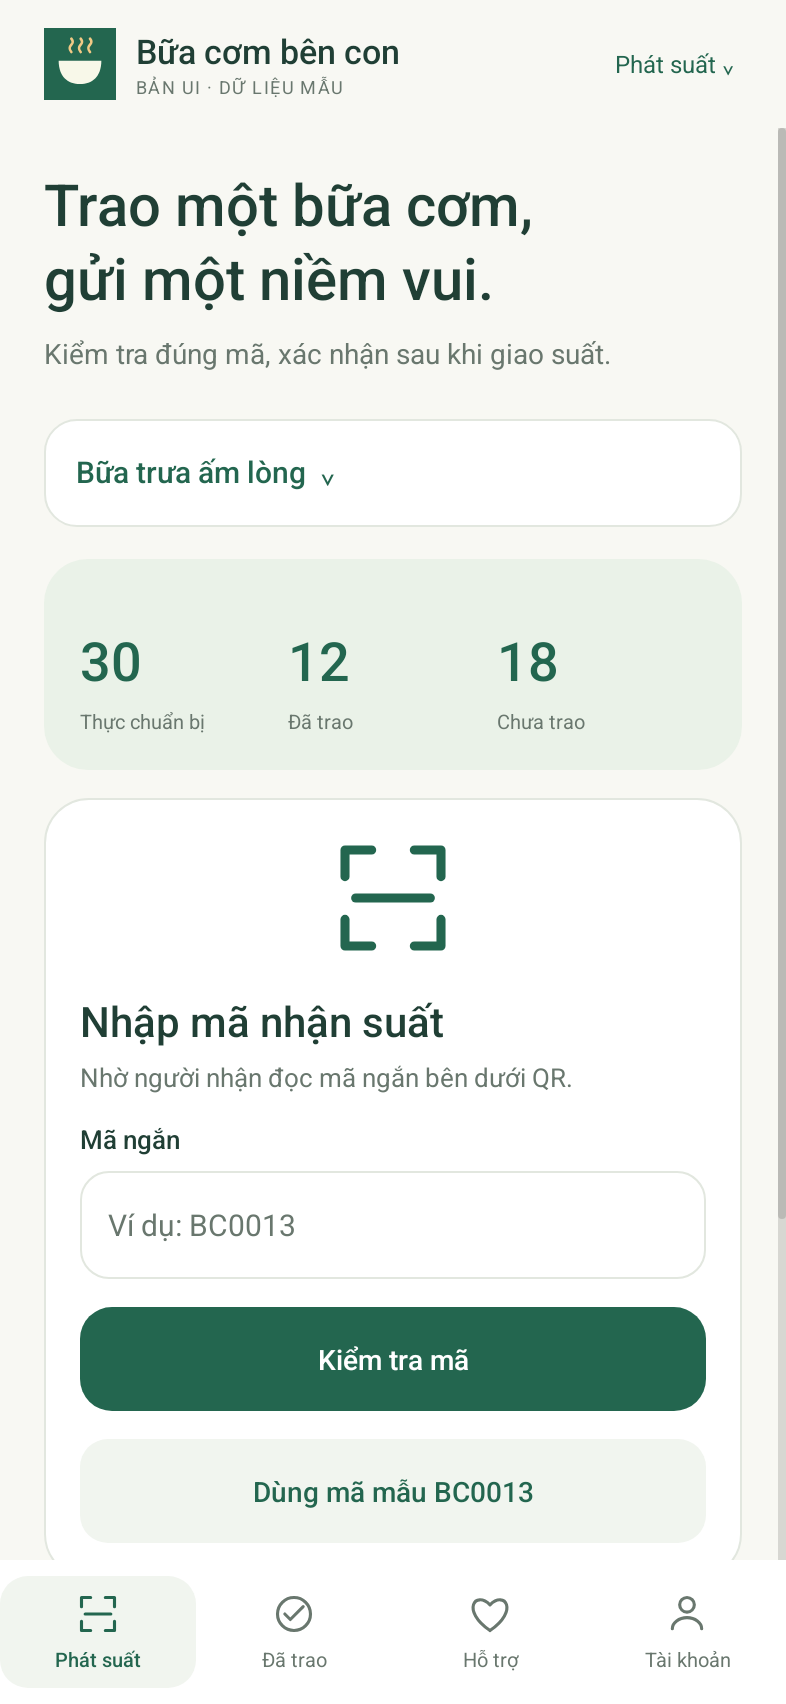 Bữa cơm bên con
BẢN UI · DỮ LIỆU MẪU
Phát suất
Trao một bữa cơm,
gửi một niềm vui.
Kiểm tra đúng mã, xác nhận sau khi giao suất.
Bữa trưa ấm lòng
30 12 18
Thực chuẩn bị Đã trao Chưa trao
Nhập mã nhận suất
Nhờ người nhận đọc mã ngắn bên dưới QR.
Mã ngắn
Ví dụ: BC0013
Kiểm tra mã
Dùng mã mẫu BC0013
Phát suất Đã trao Hỗ trợ Tài khoản